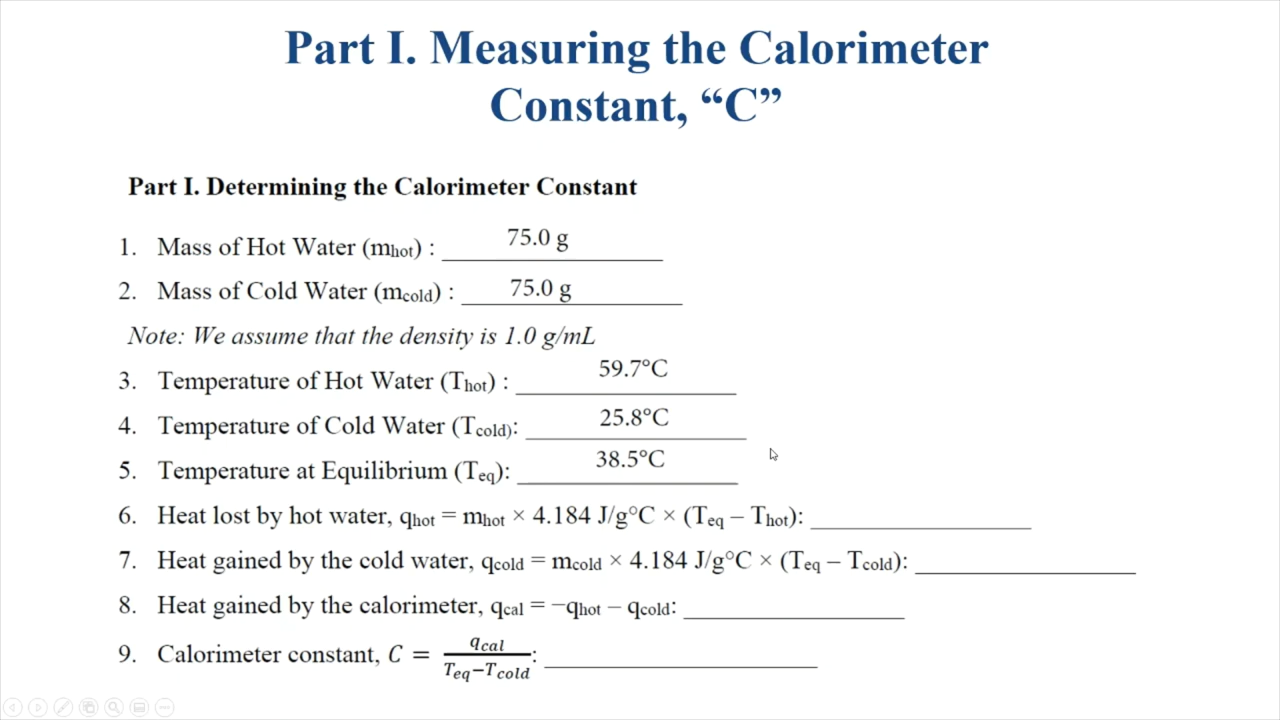 Part I. Measuring the Calorimeter
Constant, “C”
Part I. Determining the Calorimeter Constant
1. Mass of Hot Water (mhot) : 75.0 g
2. Mass of Cold Water (mcold) : 75.0 g
Note: We assume that the density is 1.0 g/mL
3. Temperature of Hot Water (Thot) : 59.7°C
4. Temperature of Cold Water (Tcold): 25.8°C
5. Temperature at Equilibrium (Teq): 38.5°C
6. Heat lost by hot water, qhot = mhot × 4.184 J/g°C × (Teq – Thot):
7. Heat gained by the cold water, qcold = mcold × 4.184 J/g°C × (Teq – Tcold):
8. Heat gained by the calorimeter, qcal = −qhot – qcold:
9. Calorimeter constant, C = qcal / Teq−Tcold: